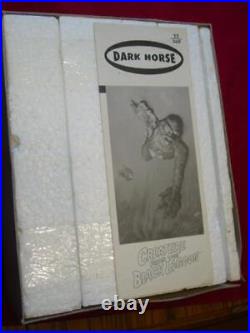 DARK HORSE
CREATURE
FROM THE
BLACK LAGOON